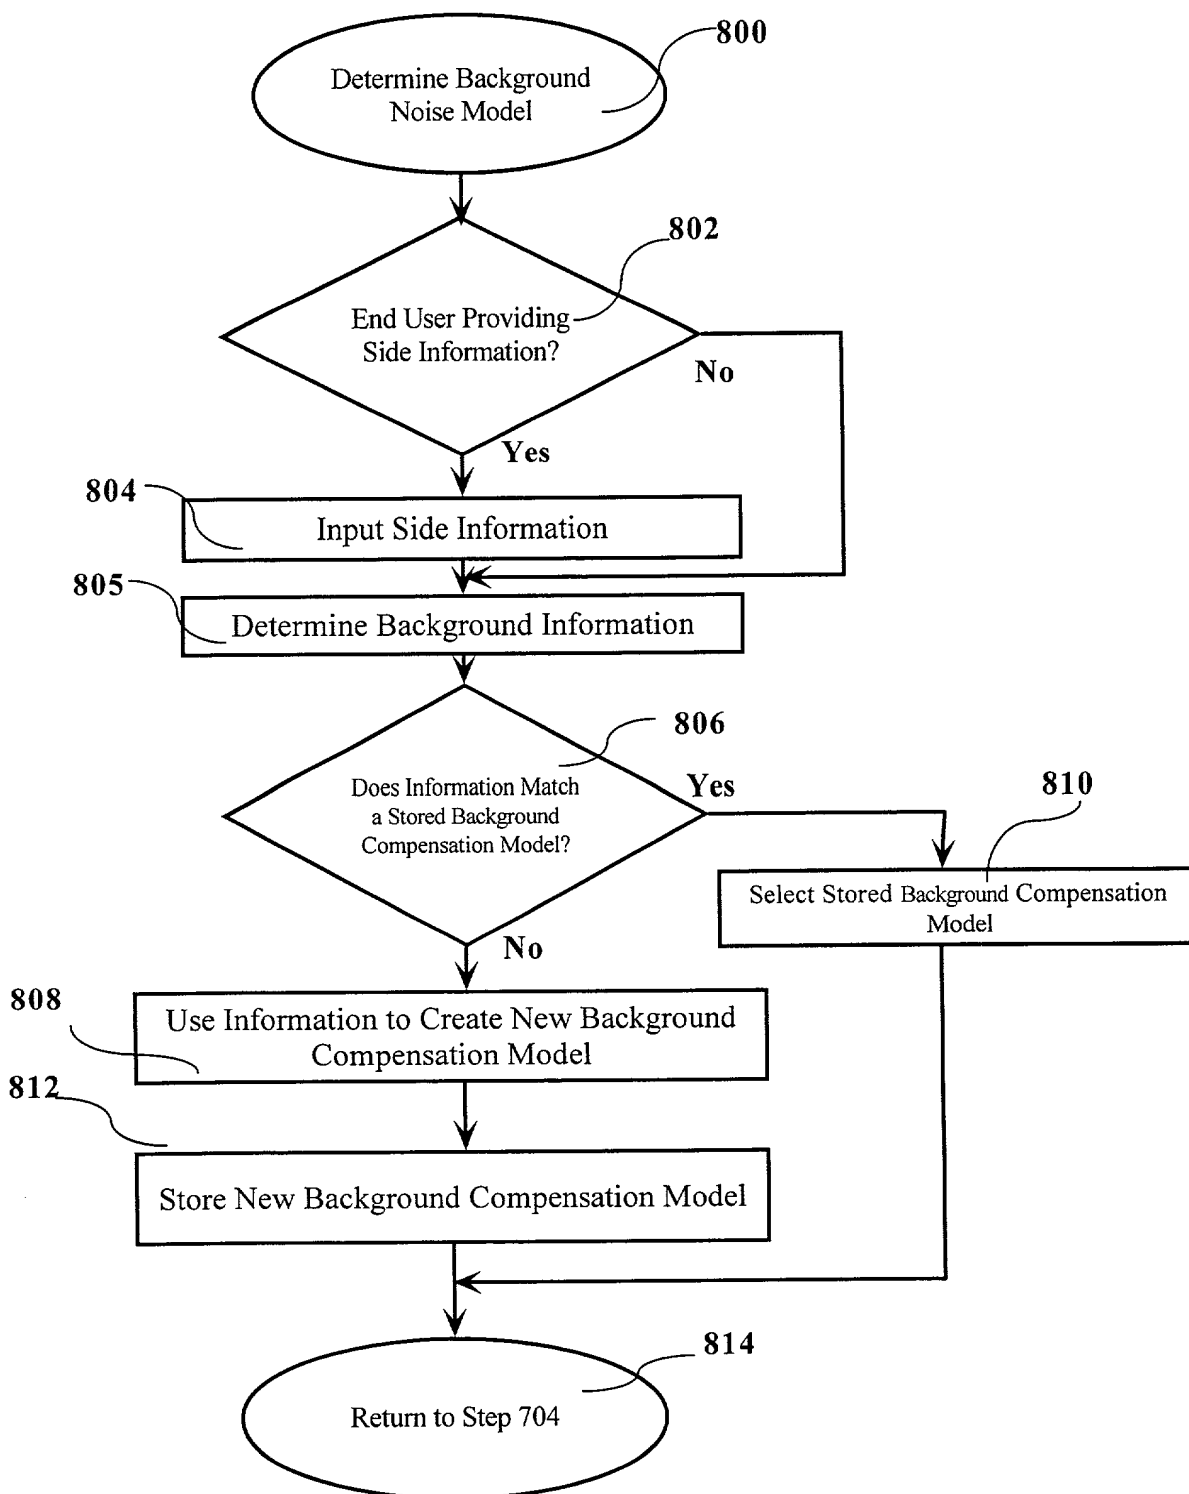 800
Determine Background
Noise Model
802
End User Providing
Side Information?
No
Yes
804
Input Side Information
805
Determine Background Information
806
Does Information Match
a Stored Background
Compensation Model?
Yes
810
Select Stored Background Compensation
Model
No
808
Use Information to Create New Background
Compensation Model
812
Store New Background Compensation Model
814
Return to Step 704